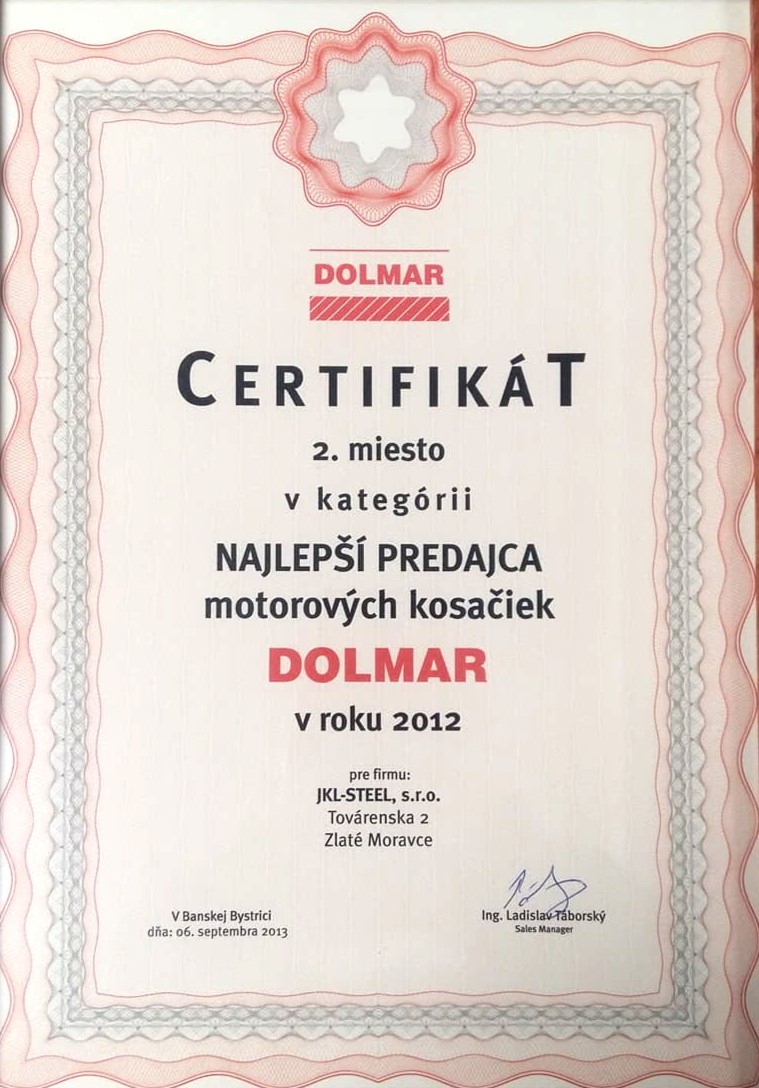 DOLMAR
CERTIFIKÁT
2. miesto
v kategórii
NAJLEPŠÍ PREDAJCA
motorových kosačiek
DOLMAR
v roku 2012
pre firmu:
JKL-STEEL, s.r.o.
Továrenska 2
Zlaté Moravce
V Banskej Bystrici
dňa: 06. septembra 2013
Ing. Ladislav Táborský
Sales Manager